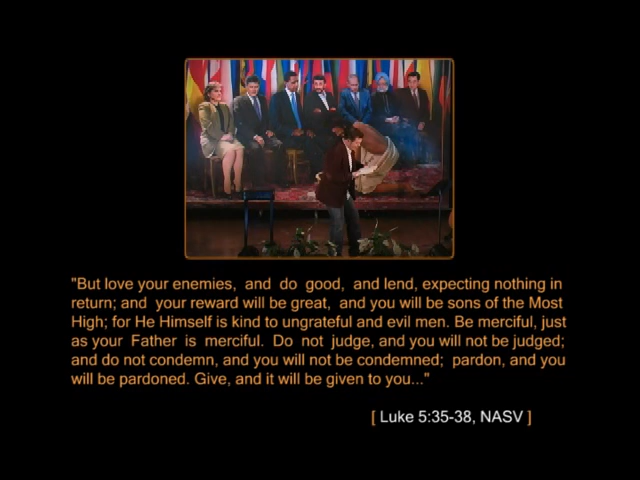 "But love your enemies, and do good, and lend, expecting nothing in
return; and your reward will be great, and you will be sons of the Most
High; for He Himself is kind to ungrateful and evil men. Be merciful, just
as your Father is merciful. Do not judge, and you will not be judged;
and do not condemn, and you will not be condemned; pardon, and you
will be pardoned. Give, and it will be given to you..."
[ Luke 5:35-38, NASV ]